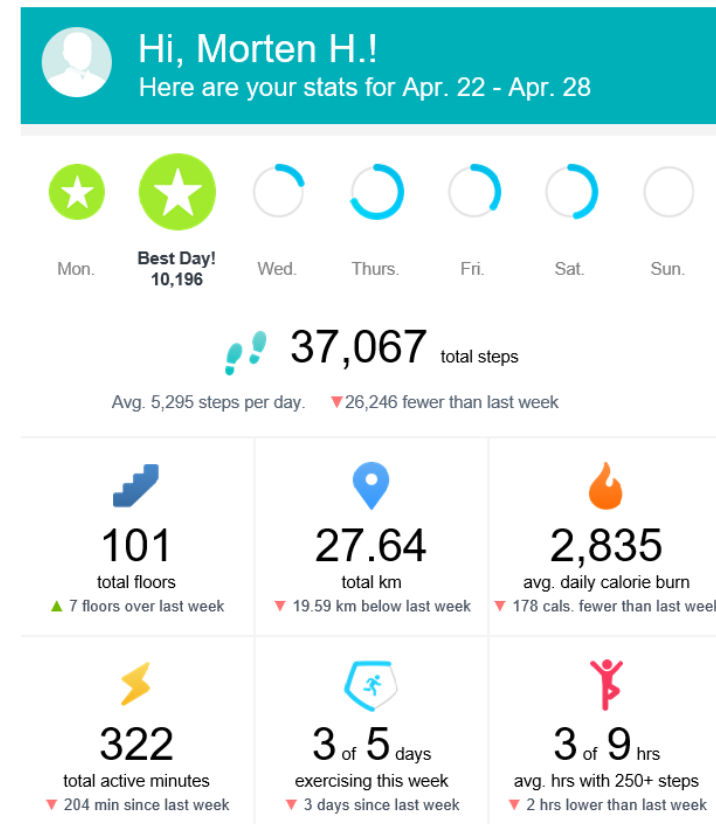 Hi, Morten H.!
Here are your stats for Apr. 22 - Apr. 28
Mon.
Best Day!
10,196
Wed.
Thurs.
Fri.
Sat.
Sun.
37,067 total steps
Avg. 5,295 steps per day. ▼26,246 fewer than last week
101
total floors
▲ 7 floors over last week
27.64
total km
▼ 19.59 km below last week
2,835
avg. daily calorie burn
▼ 178 cals. fewer than last week
322
total active minutes
▼ 204 min since last week
3 of 5 days
exercising this week
▼ 3 days since last week
3 of 9 hrs
avg. hrs with 250+ steps
▼ 2 hrs lower than last week